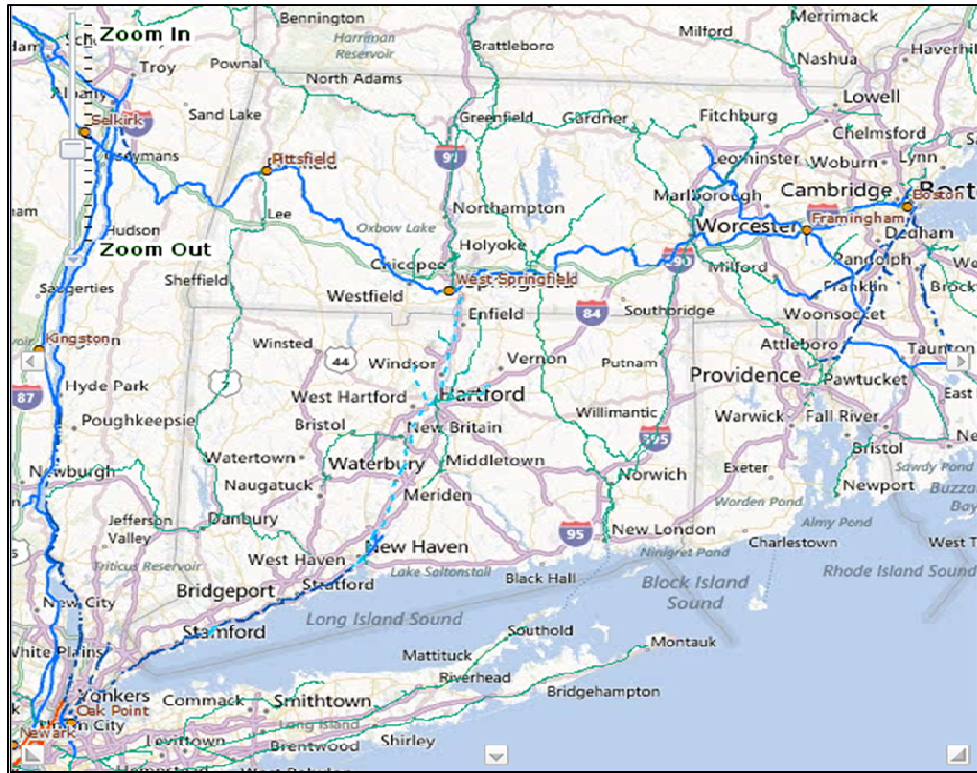 Zoom In
Bennington
Merrimack
Harriman
Reservoir
Milford
Brattleboro
Nashua
Troy
Pownal
North Adams
Lowell
Sand Lake
Greenfield
Gardner
Fitchburg
Selkirk
Chelmsford
Pittsfield
91
Leominster
Woburn
Lynn
Marlborough
Cambridge
Boston
Lee
Northampton
Worcester
Framingham
Hudson
Oxbow Lake
Dedham
Zoom Out
Holyoke
Randolph
Chicopee
Milford
Sheffield
West Springfield
Franklin
Westfield
Enfield
84
Southbridge
Woonsocket
Kingston
Winsted
44
Windsor
Vernon
Putnam
Attleboro
Providence
Pawtucket
87
Hyde Park
7
West Hartford
Hartford
Poughkeepsie
Bristol
New Britain
Willimantic
Warwick
Fall River
395
Bristol
Watertown
Waterbury
Middletown
Exeter
Newburgh
Naugatuck
Norwich
Sawdy Pond
Meriden
Newport
Worden Pond
Jefferson
Valley
Danbury
New London
95
Almy Pond
New Haven
Charlestown
West Haven
Ninigret Pond
Triticus Reservoir
Lake Saltonstall
Black Hall
Block Island
Sound
Rhode Island Sound
Bridgeport
Stratford
New City
Long Island Sound
Stamford
Southold
Montauk
White Plains
Mattituck
Riverhead
Bridgehampton
Yonkers
Commack
Smithtown
Oak Point
Long Island
Newark
Levittown
Shirley
Brentwood